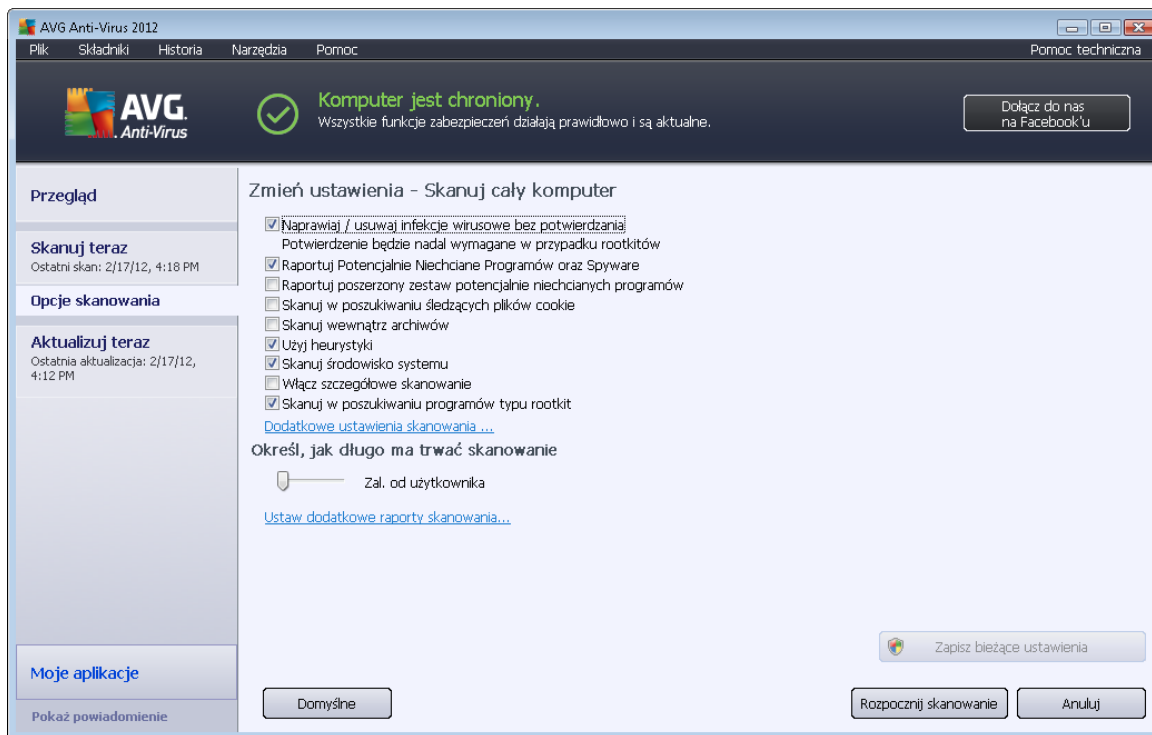 AVG Anti-Virus 2012
Plik Składniki Historia Narzędzia Pomoc Pomoc techniczna
AVG.
Anti-Virus
Komputer jest chroniony.
Wszystkie funkcje zabezpieczeń działają prawidłowo i są aktualne.
Dołącz do nas
na Facebook'u
Przegląd
Skanuj teraz
Ostatni skan: 2/17/12, 4:18 PM
Opcje skanowania
Aktualizuj teraz
Ostatnia aktualizacja: 2/17/12,
4:12 PM
Moje aplikacje
Pokaż powiadomienie
Zmień ustawienia - Skanuj cały komputer
Naprawiaj / usuwaj infekcje wirusowe bez potwierdzania
Potwierdzenie będzie nadal wymagane w przypadku rootkitów
Raportuj Potencjalnie Niechciane Programów oraz Spyware
Raportuj poszerzony zestaw potencjalnie niechcianych programów
Skanuj w poszukiwaniu śledzących plików cookie
Skanuj wewnątrz archiwów
Użyj heurystyki
Skanuj środowisko systemu
Włącz szczegółowe skanowanie
Skanuj w poszukiwaniu programów typu rootkit
Dodatkowe ustawienia skanowania ...
Określ, jak długo ma trwać skanowanie
Zal. od użytkownika
Ustaw dodatkowe raporty skanowania...
Zapisz bieżące ustawienia
Domyślne
Rozpocznij skanowanie
Anuluj